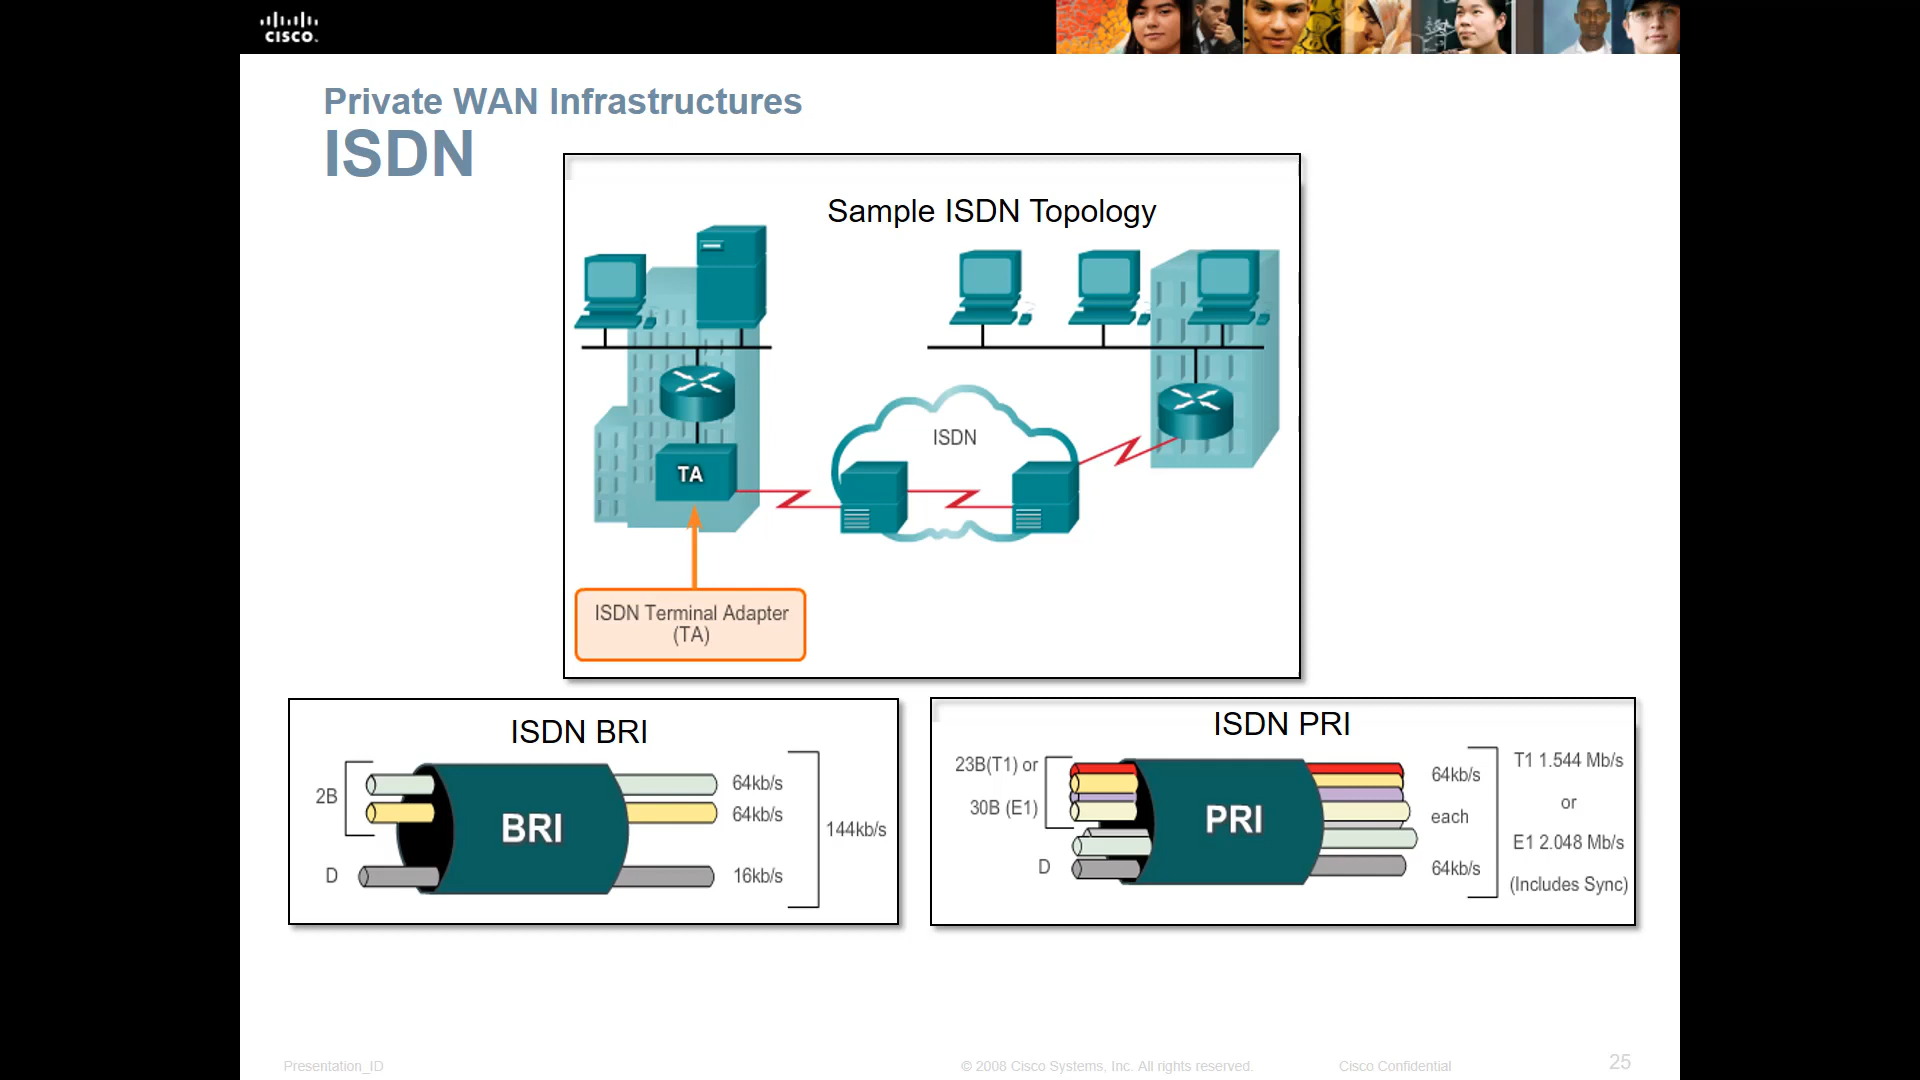 CISCO.
Private WAN Infrastructures
ISDN
Sample ISDN Topology
ISDN
TA
ISDN Terminal Adapter
(TA)
ISDN BRI
2B
D
BRI
64kb/s
64kb/s
16kb/s
144kb/s
ISDN PRI
23B(T1) or
30B (E1)
D
PRI
64kb/s
each
64kb/s
T1 1.544 Mb/s
or
E1 2.048 Mb/s
(Includes Sync)
Presentation_ID
© 2008 Cisco Systems, Inc. All rights reserved.
Cisco Confidential
25